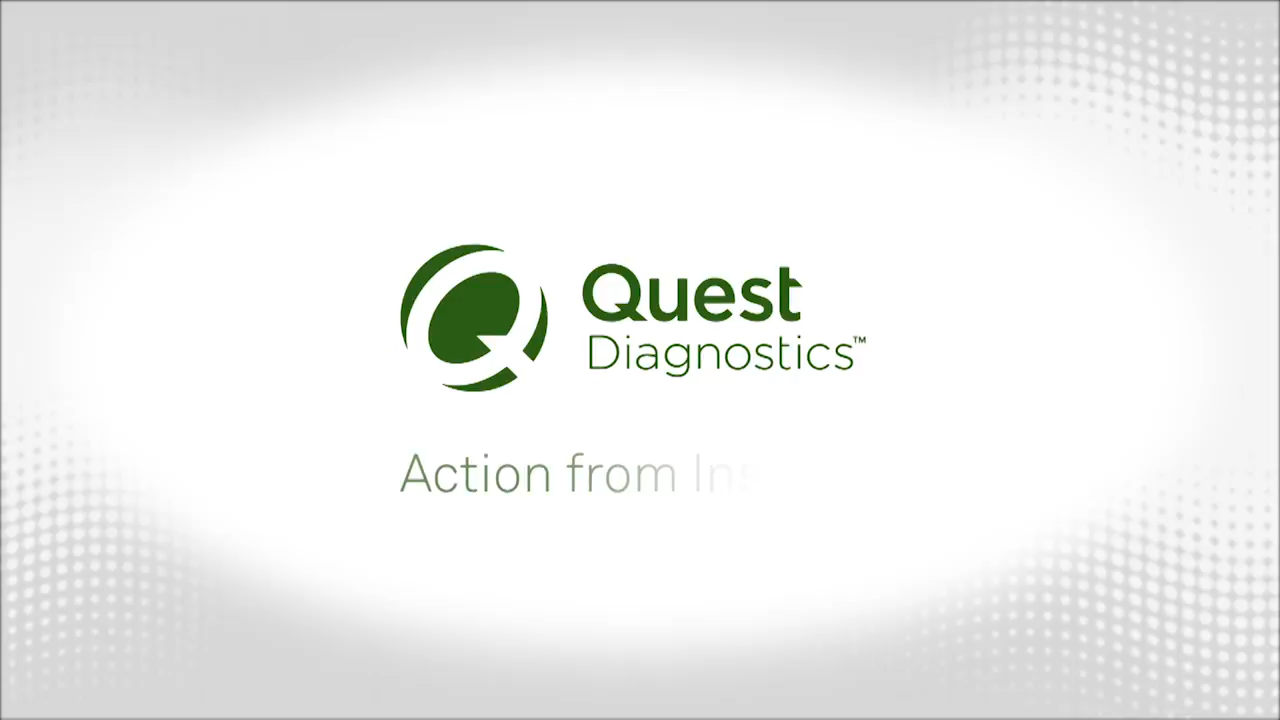 Quest
Diagnostics™
Action from